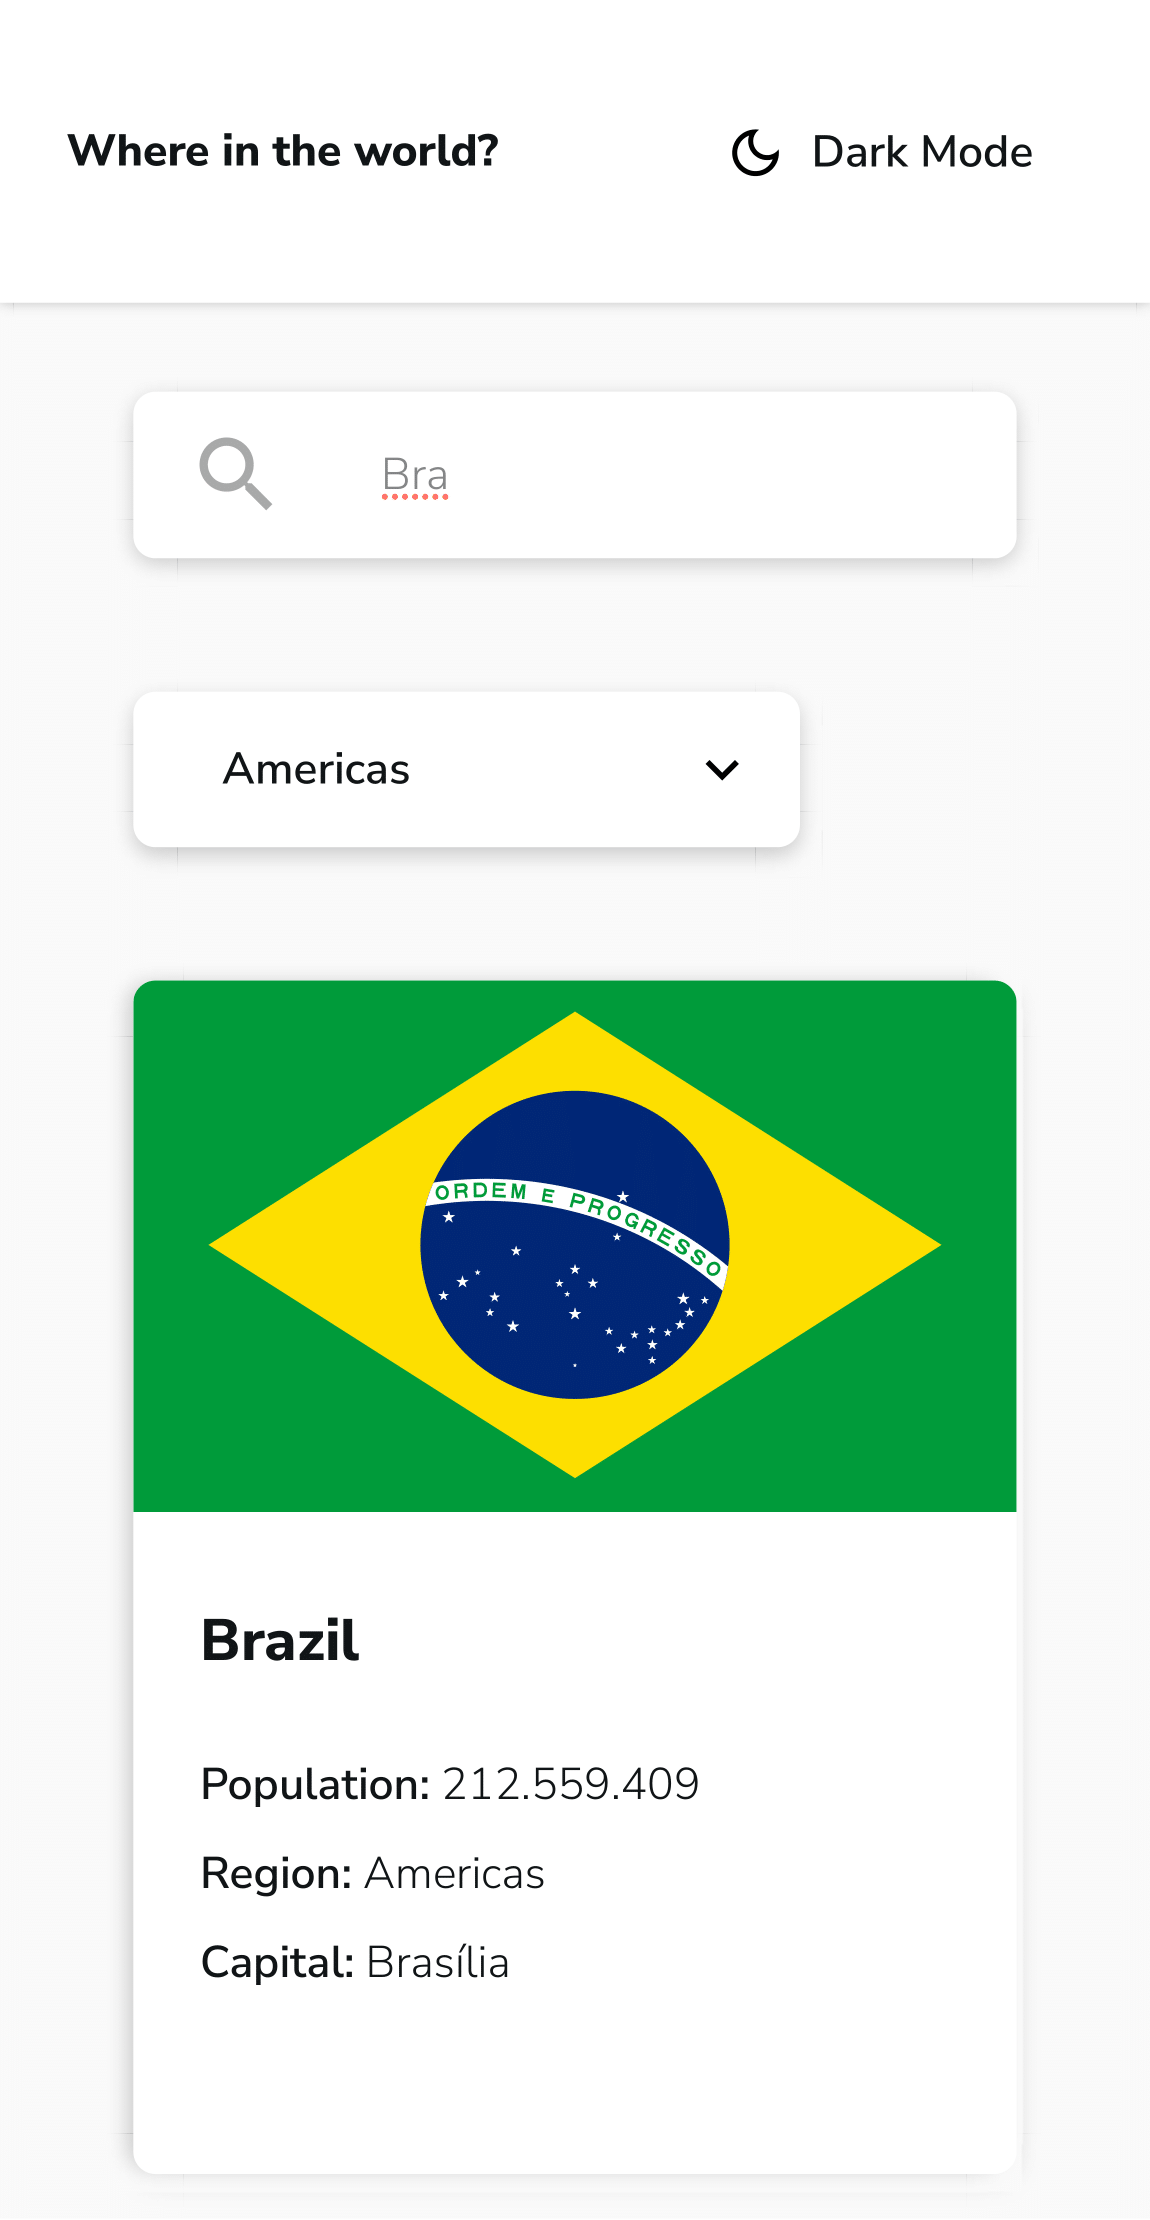 Where in the world?
Dark Mode
Bra
Americas
ORDEM E PROGRESSO
Brazil
Population: 212.559.409
Region: Americas
Capital: Brasília